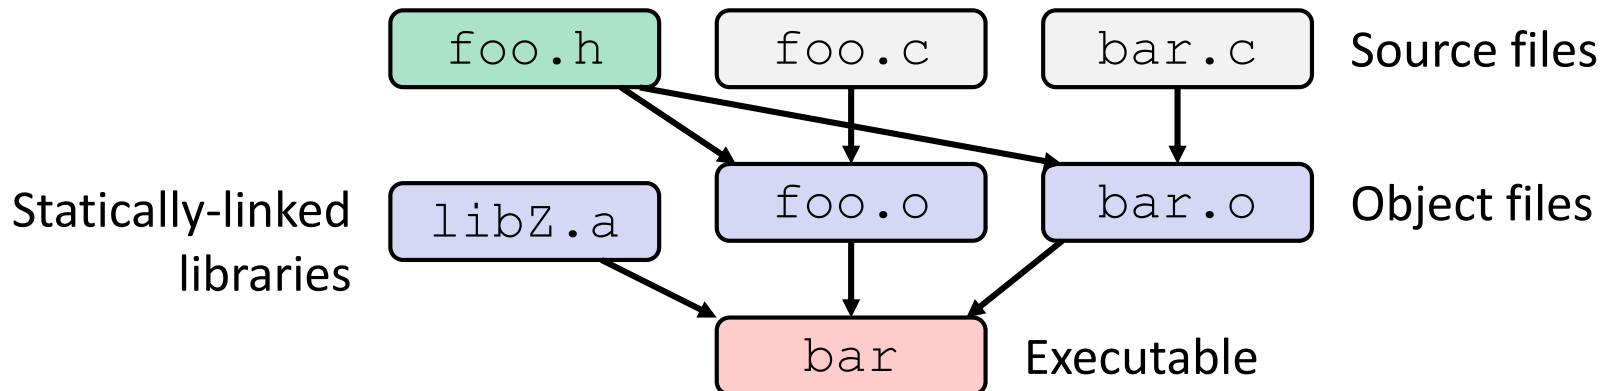 foo.h foo.c bar.c Source files
Statically-linked
libraries
libZ.a foo.o bar.o Object files
bar Executable